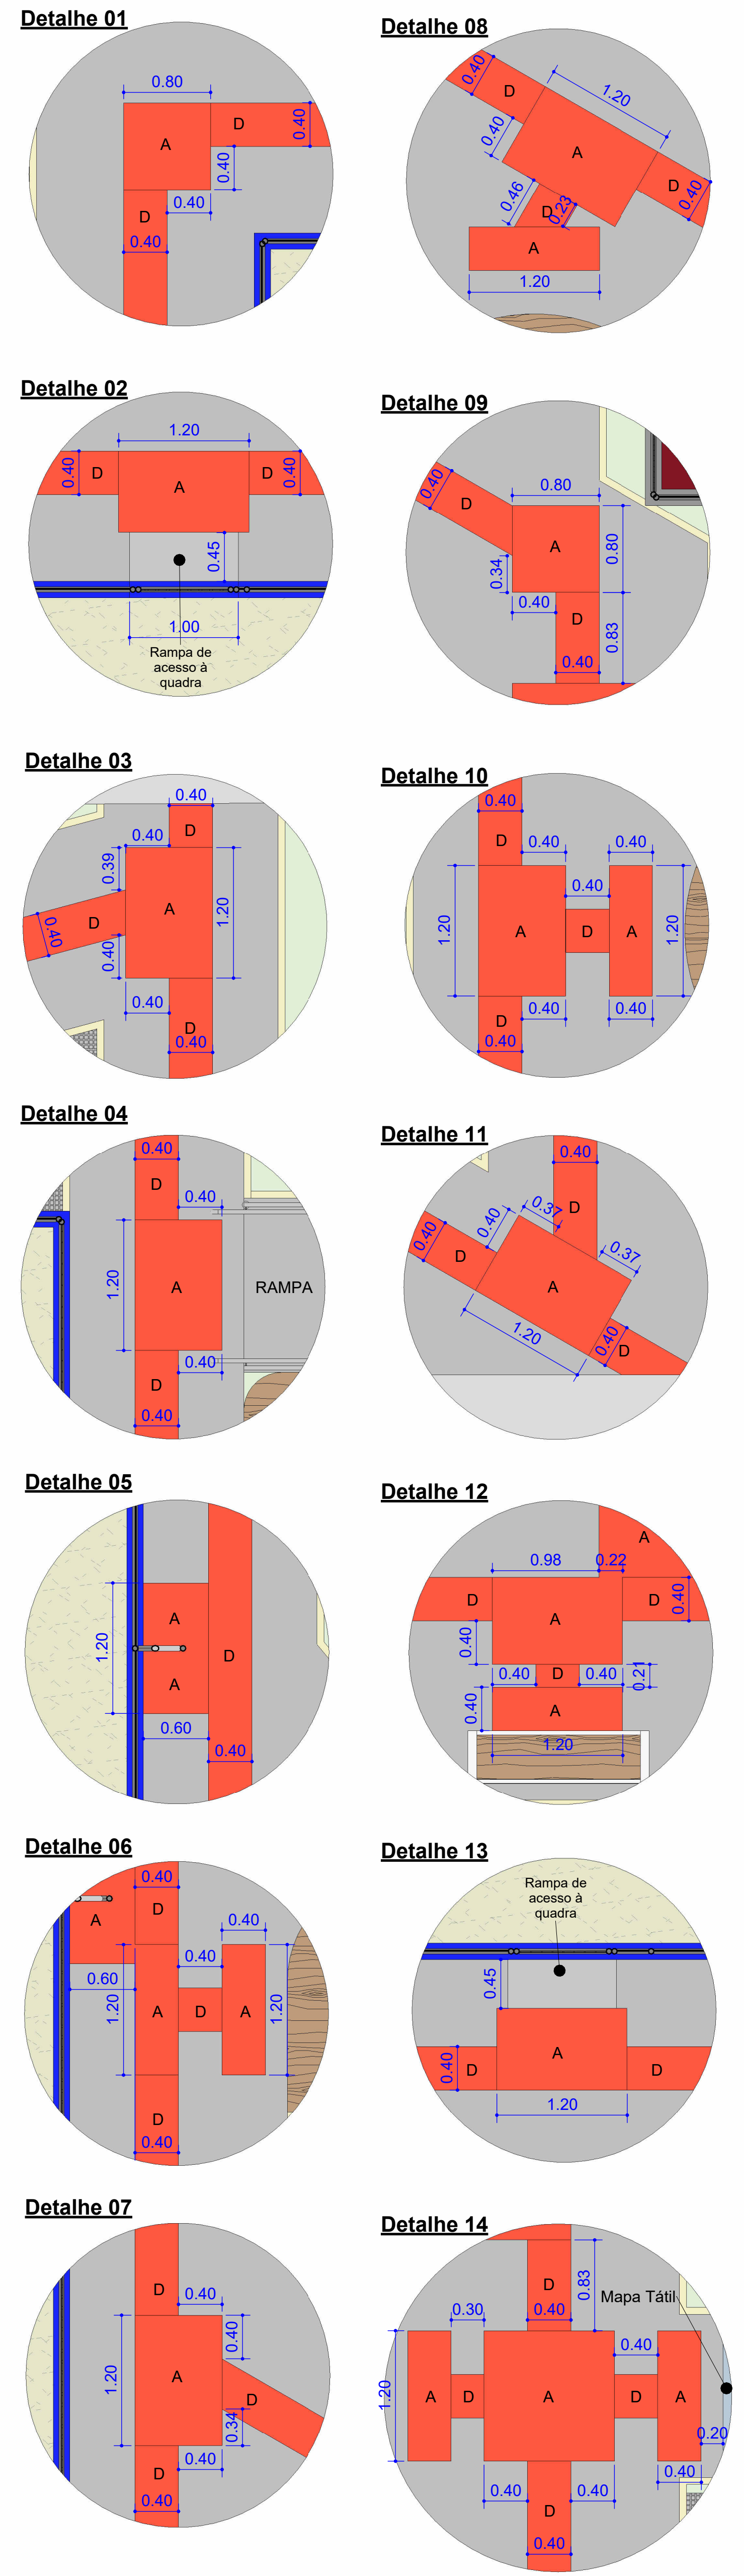 Detalhe 01
0.80
D
0.40
A
0.40
0.40
D
0.40
Detalhe 08
0.40
D
1.20
0.40
A
0.46
D
0.23
D
0.40
A
1.20
Detalhe 02
1.20
0.40
D
A
D
0.40
0.45
1.00
Rampa de
acesso à
quadra
Detalhe 09
0.40
D
0.80
A
0.80
0.34
0.40
D
0.83
0.40
Detalhe 03
0.40
D
0.40
0.39
A
1.20
D
0.40
0.40
0.40
D
0.40
Detalhe 10
0.40
D
0.40
0.40
0.40
1.20
A
D
A
1.20
D
0.40
0.40
0.40
Detalhe 04
0.40
D
0.40
1.20
A
RAMPA
0.40
D
0.40
Detalhe 11
0.40
D
0.37
0.40
0.40
D
0.37
A
1.20
0.40
D
Detalhe 05
A
1.20
D
A
0.60
0.40
Detalhe 12
A
0.98
0.22
D
D
0.40
A
0.40
0.40
D
0.40
0.21
0.40
A
1.20
Detalhe 06
0.40
D
A
0.40
0.40
0.60
1.20
A
D
A
1.20
D
0.40
Detalhe 13
Rampa de
acesso à
quadra
0.45
A
0.40
D
D
1.20
Detalhe 07
D
0.40
0.40
1.20
A
D
0.34
0.40
D
0.40
Detalhe 14
D
0.83
Mapa Tátil
0.30
0.40
0.40
1.20
A
D
A
D
A
0.20
0.40
0.40
0.40
D
0.40